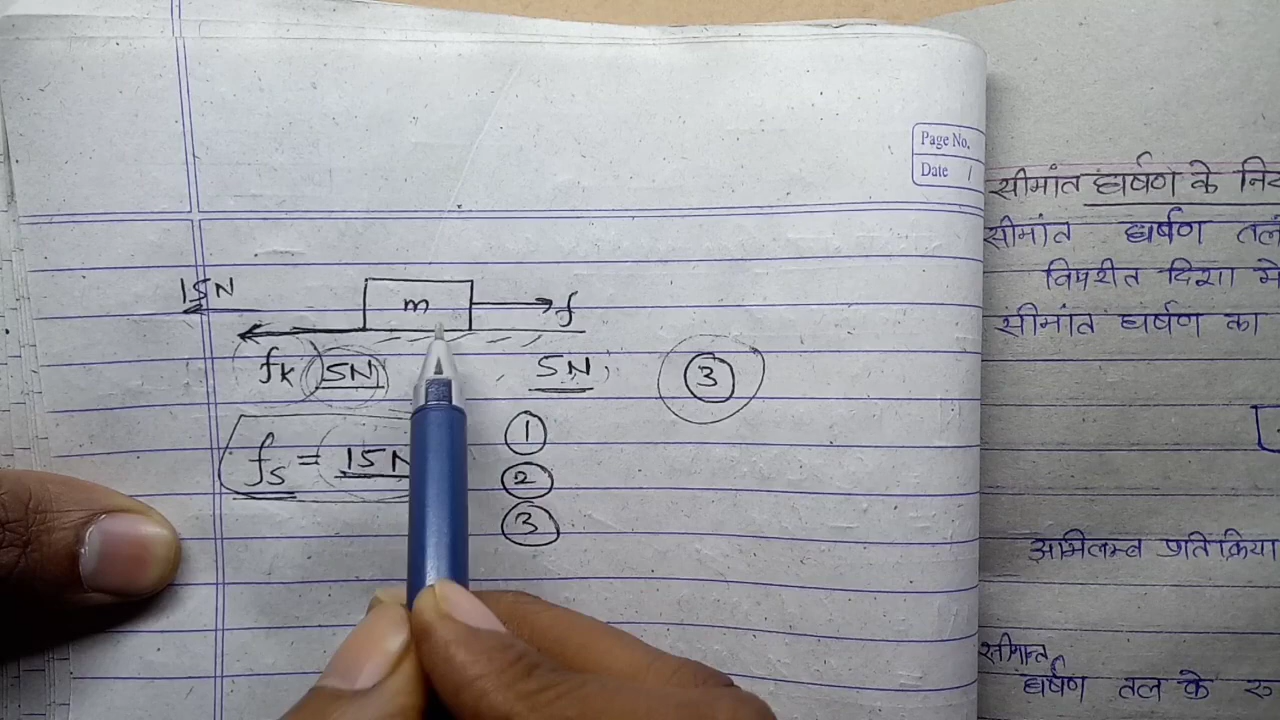 Page No.
Date /
15N m f
fk 5N 5N 3
fs = 15N 1
2
3
सीमांत घर्षण के
सीमांत घर्षण
विपरीत दिशा मे
सीमांत घर्षण का
अभिलम्ब प्रतिक्रिया
सीमान्त
घर्षण तल के